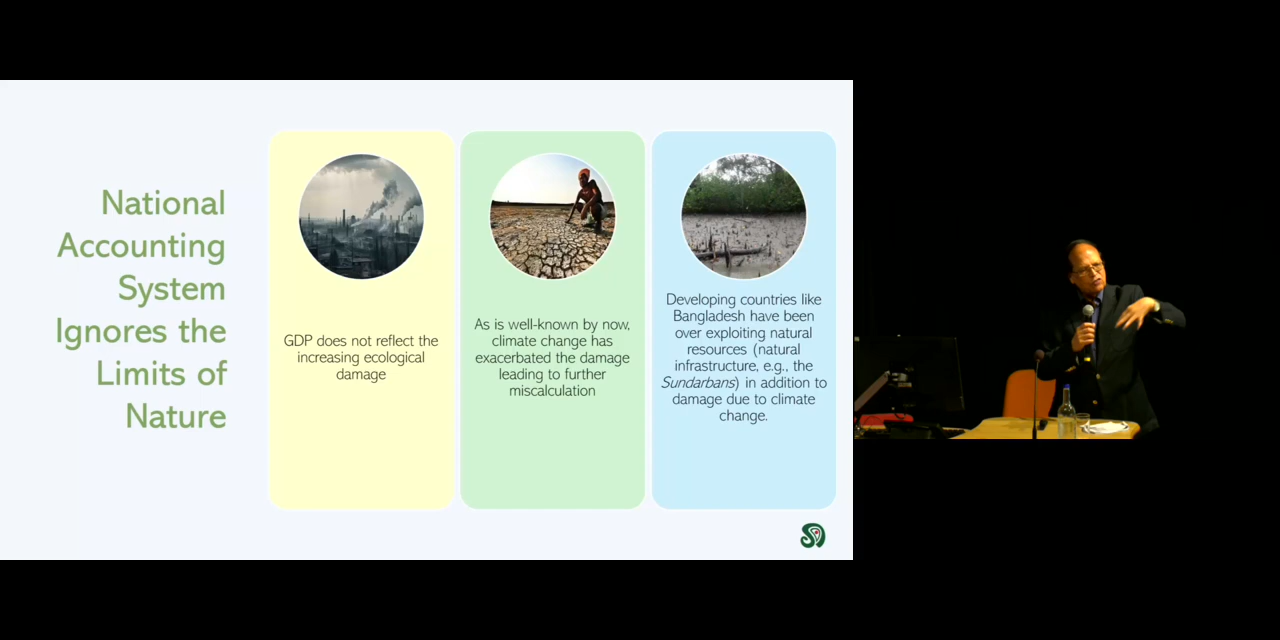 National
Accounting
System
Ignores the
Limits of
Nature
GDP does not reflect the
increasing ecological
damage
As is well-known by now,
climate change has
exacerbated the damage
leading to further
miscalculation
Developing countries like
Bangladesh have been
over exploiting natural
resources (natural
infrastructure, e.g., the
Sundarbans) in addition to
damage due to climate
change.